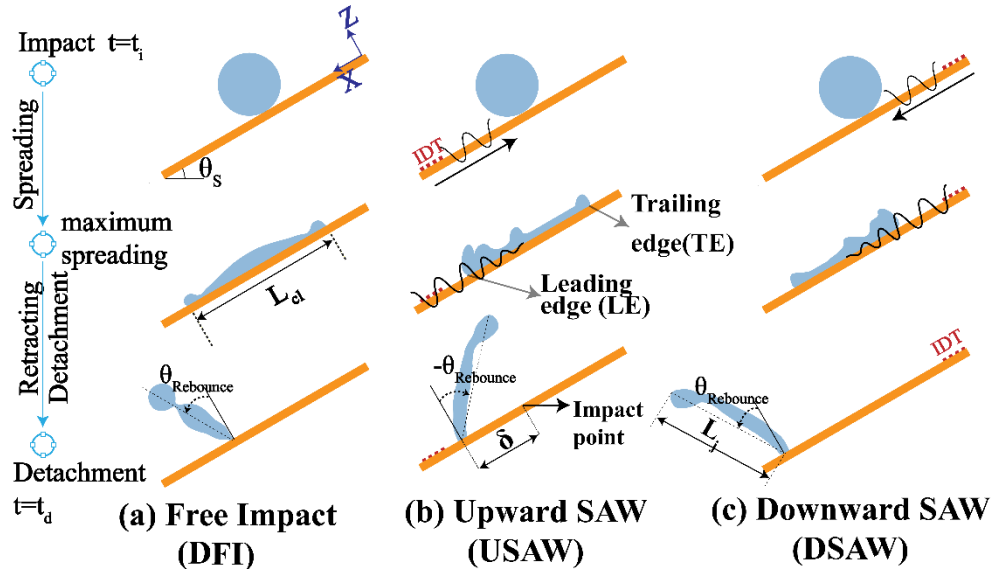 Impact t=ti
Z
X
Spreading
θS
IDT
maximum
spreading
Lcl
Trailing
edge(TE)
Leading
edge (LE)
Retracting
Detachment
θRebounce
-θRebounce
Impact
point
δ
IDT
θRebounce
Lj
Detachment
t=td
(a) Free Impact
(DFI)
(b) Upward SAW
(USAW)
(c) Downward SAW
(DSAW)